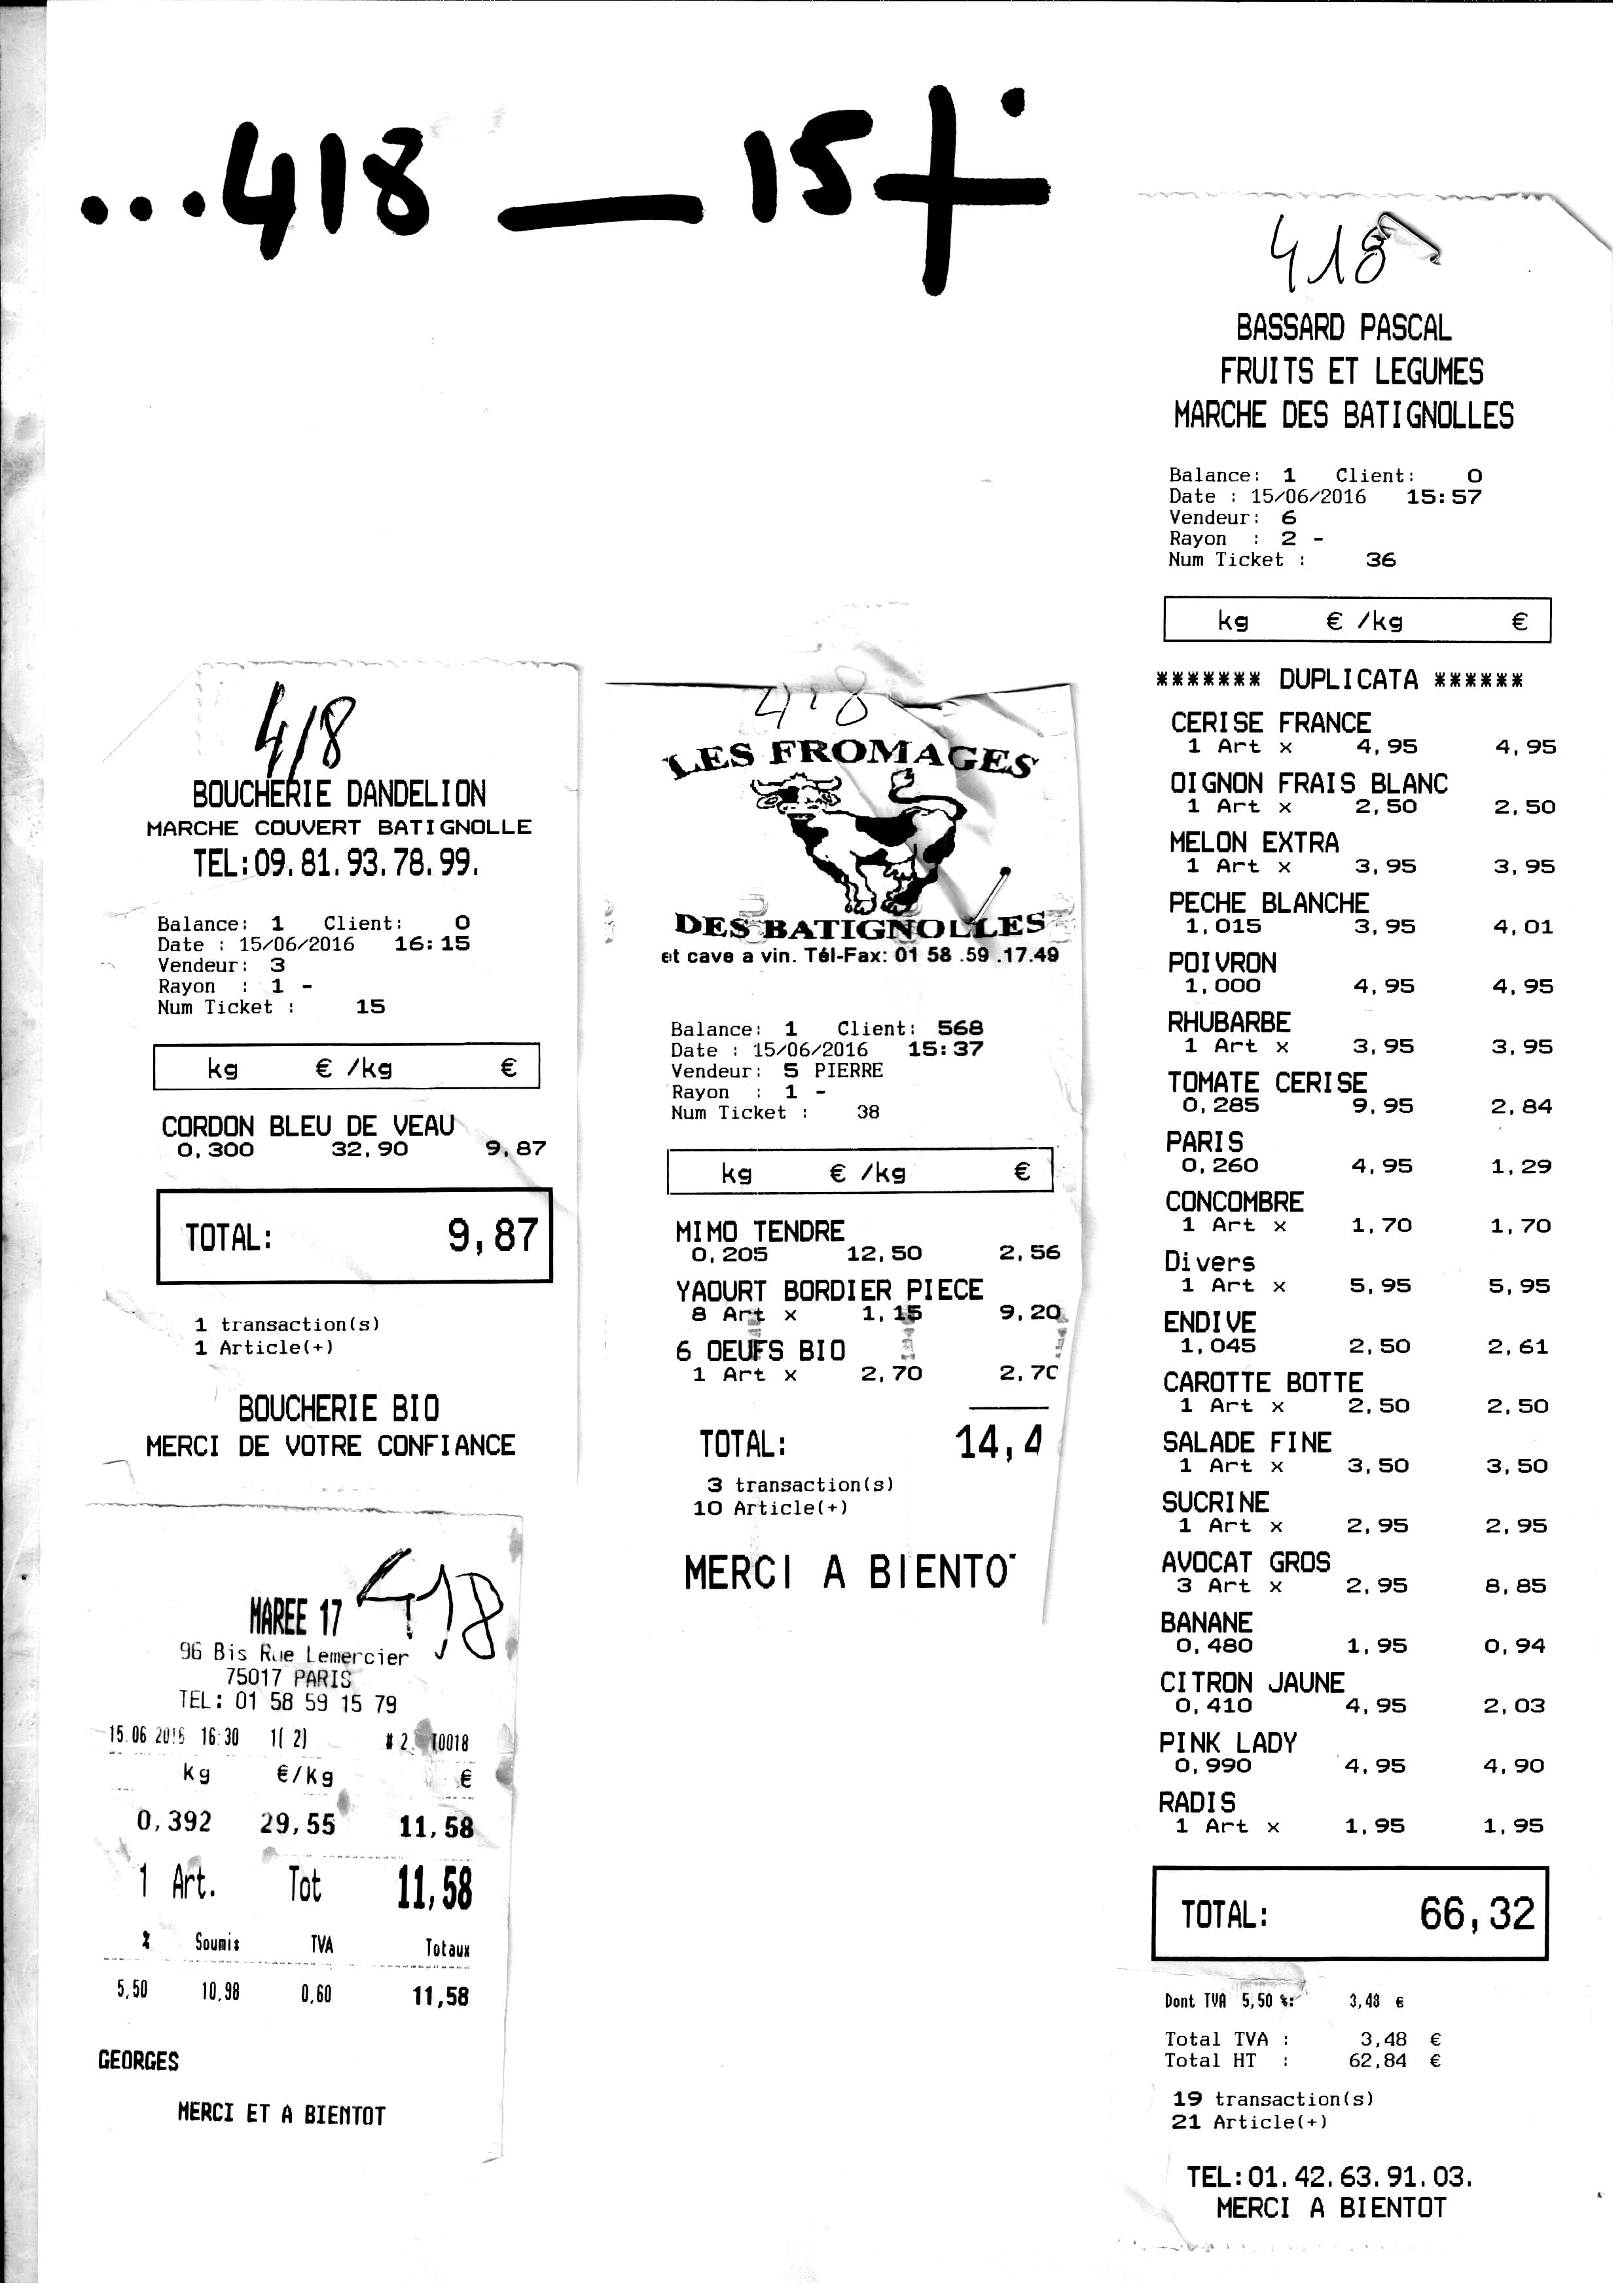 ...418 — 15+.
418
BASSARD PASCAL
FRUITS ET LEGUMES
MARCHE DES BATIGNOLLES
Balance: 1 Client: 0
Date : 15/06/2016 15:57
Vendeur: 6
Rayon : 2 -
Num Ticket : 36
kg € /kg €
******* DUPLICATA ******
CERISE FRANCE
1 Art x 4,95 4,95
OIGNON FRAIS BLANC
1 Art x 2,50 2,50
MELON EXTRA
1 Art x 3,95 3,95
PECHE BLANCHE
1,015 3,95 4,01
POIVRON
1,000 4,95 4,95
RHUBARBE
1 Art x 3,95 3,95
TOMATE CERISE
0,285 9,95 2,84
PARIS
0,260 4,95 1,29
CONCOMBRE
1 Art x 1,70 1,70
Divers
1 Art x 5,95 5,95
ENDIVE
1,045 2,50 2,61
CAROTTE BOTTE
1 Art x 2,50 2,50
SALADE FINE
1 Art x 3,50 3,50
SUCRINE
1 Art x 2,95 2,95
AVOCAT GROS
3 Art x 2,95 8,85
BANANE
0,480 1,95 0,94
CITRON JAUNE
0,410 4,95 2,03
PINK LADY
0,990 4,95 4,90
RADIS
1 Art x 1,95 1,95
TOTAL: 66,32
Dont TVA 5,50 %: 3,48 €
Total TVA : 3,48 €
Total HT : 62,84 €
19 transaction(s)
21 Article(+)
TEL:01.42.63.91.03.
MERCI A BIENTOT
418
BOUCHERIE DANDELION
MARCHE COUVERT BATIGNOLLE
TEL:09.81.93.78.99.
Balance: 1 Client: 0
Date : 15/06/2016 16:15
Vendeur: 3
Rayon : 1 -
Num Ticket : 15
kg € /kg €
CORDON BLEU DE VEAU
0,300 32,90 9,87
TOTAL: 9,87
1 transaction(s)
1 Article(+)
BOUCHERIE BIO
MERCI DE VOTRE CONFIANCE
418
LES FROMAGES
DES BATIGNOLLES
et cave a vin. Tél-Fax: 01 58 .59 .17.49
Balance: 1 Client: 568
Date : 15/06/2016 15:37
Vendeur: 5 PIERRE
Rayon : 1 -
Num Ticket : 38
kg € /kg €
MIMO TENDRE
0,205 12,50 2,56
YAOURT BORDIER PIECE
8 Art x 1,15 9,20
6 OEUFS BIO
1 Art x 2,70 2,70
TOTAL: 14,4
3 transaction(s)
10 Article(+)
MERCI A BIENTO
418
MAREE 17
96 Bis Rue Lemercier
75017 PARIS
TEL: 01 58 59 15 79
15.06 2016 16:30 1( 2) # 2 T0018
kg €/kg €
0,392 29,55 11,58
1 Art. Tot 11,58
% Soumis TVA Totaux
5,50 10,98 0,60 11,58
GEORGES
MERCI ET A BIENTOT